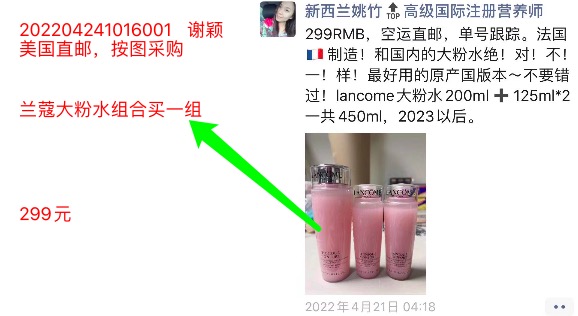 202204241016001 谢颖
美国直邮，按图采购
兰蔻大粉水组合买一组
299元
新西兰姚竹🔝高级国际注册营养师
299RMB，空运直邮，单号跟踪。法国
🇫🇷制造！和国内的大粉水绝！对！不！
一！样！最好用的原产国版本～不要错
过！lancome大粉水200ml➕125ml*2
一共450ml，2023以后。
LANCOME
LANCOME
LANCOME
2022年4月21日 04:18